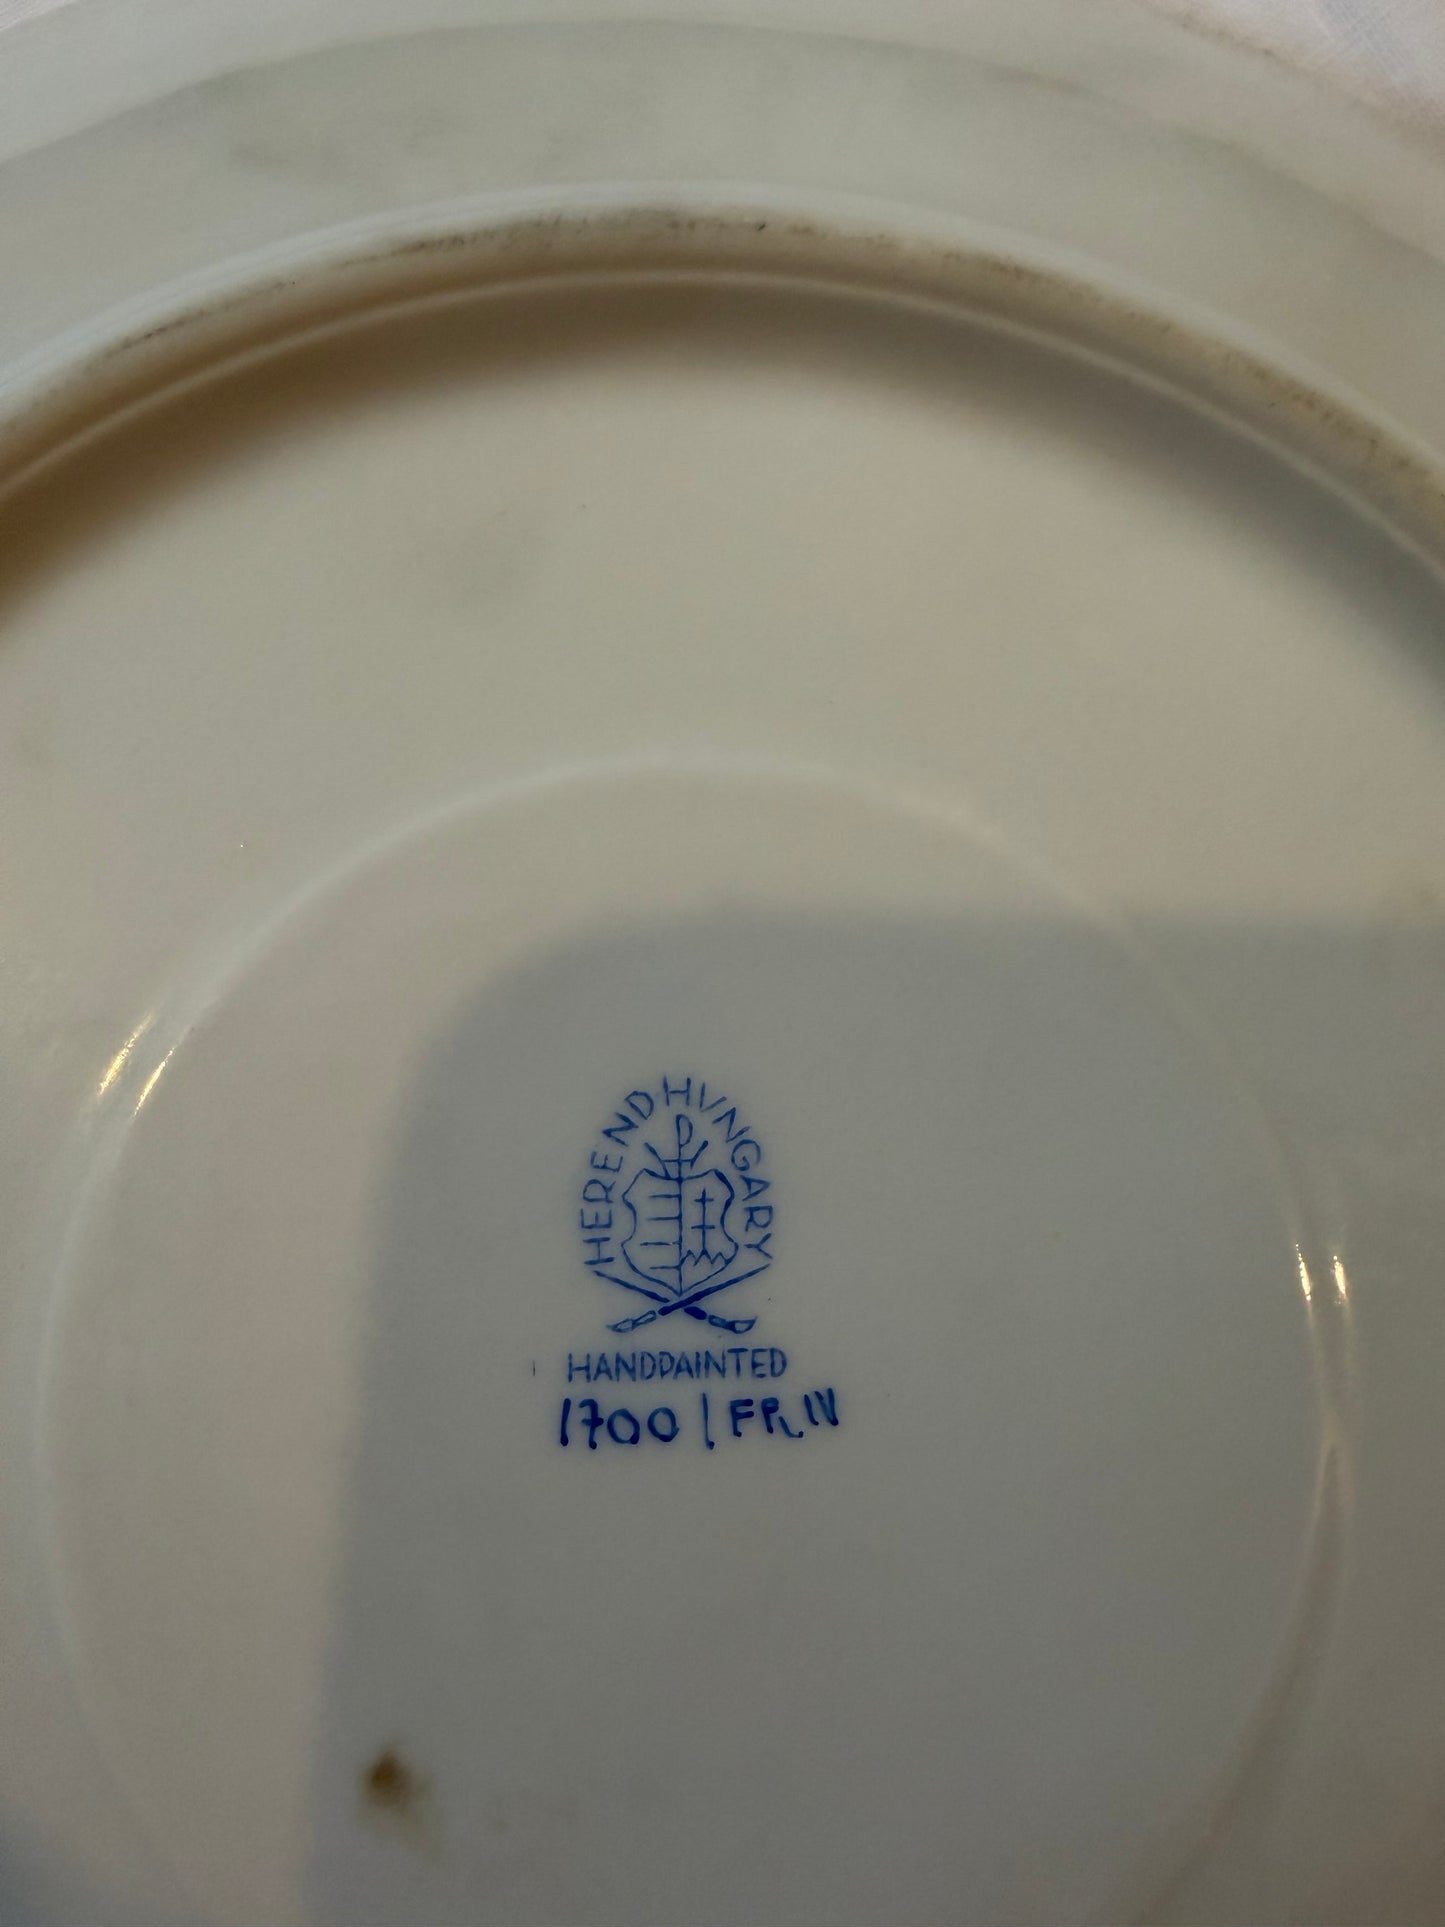 HEREND HUNGARY
HANDPAINTED
1700/FR IV